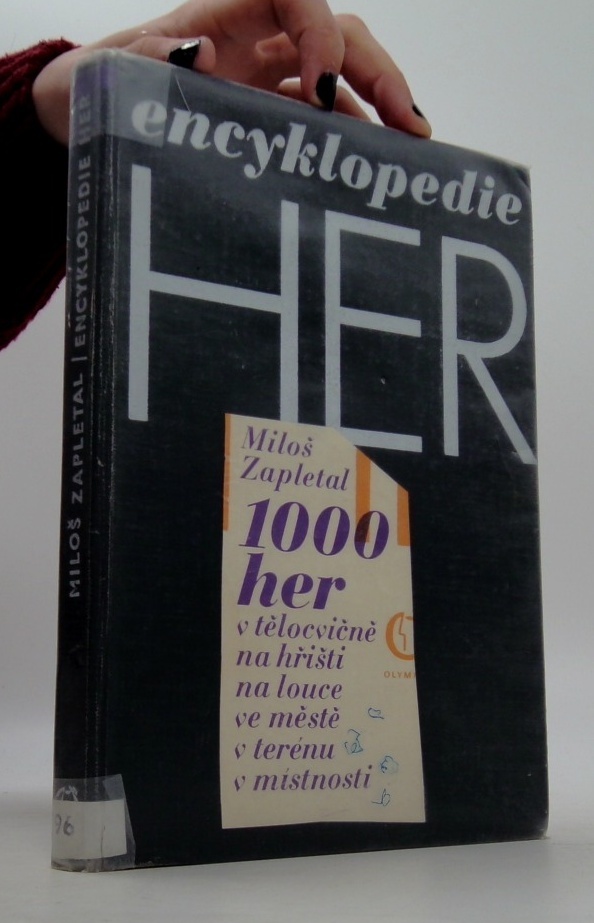 encyklopedie
HER
Miloš
Zapletal
1000
her
v tělocvičně
na hřišti
na louce
ve městě
v terénu
v místnosti
OLYM
MILOŠ ZAPLETAL / ENCYKLOPEDIE HER
96